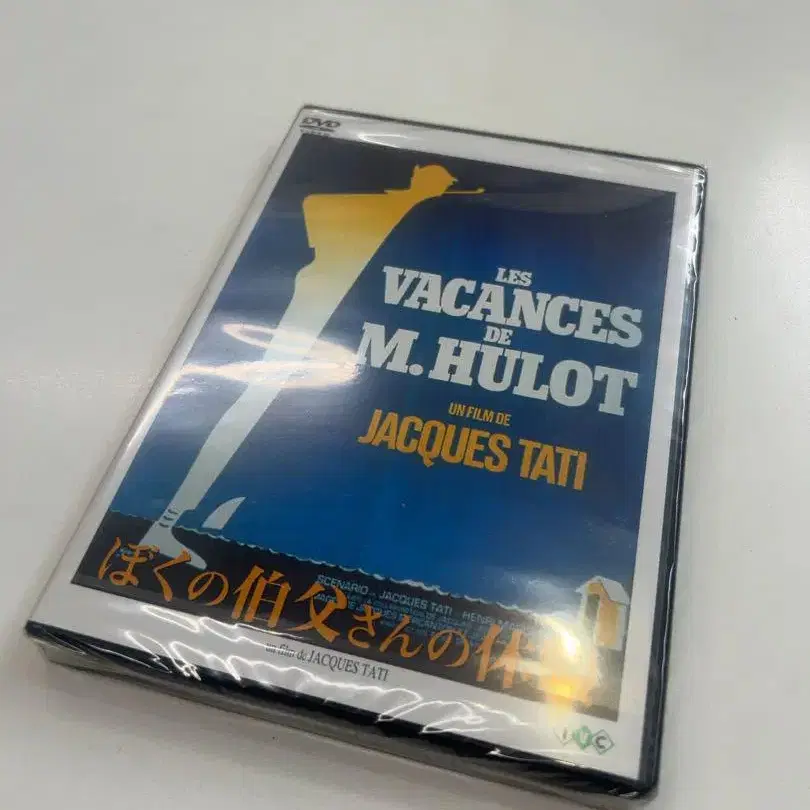 DVD
LES
VACANCES
DE
M. HULOT
UN FILM DE
JACQUES TATI
SCENARIO JACQUES TATI HENRI
ぼくの伯父さんの休
un film de JACQUES TATI
IVC